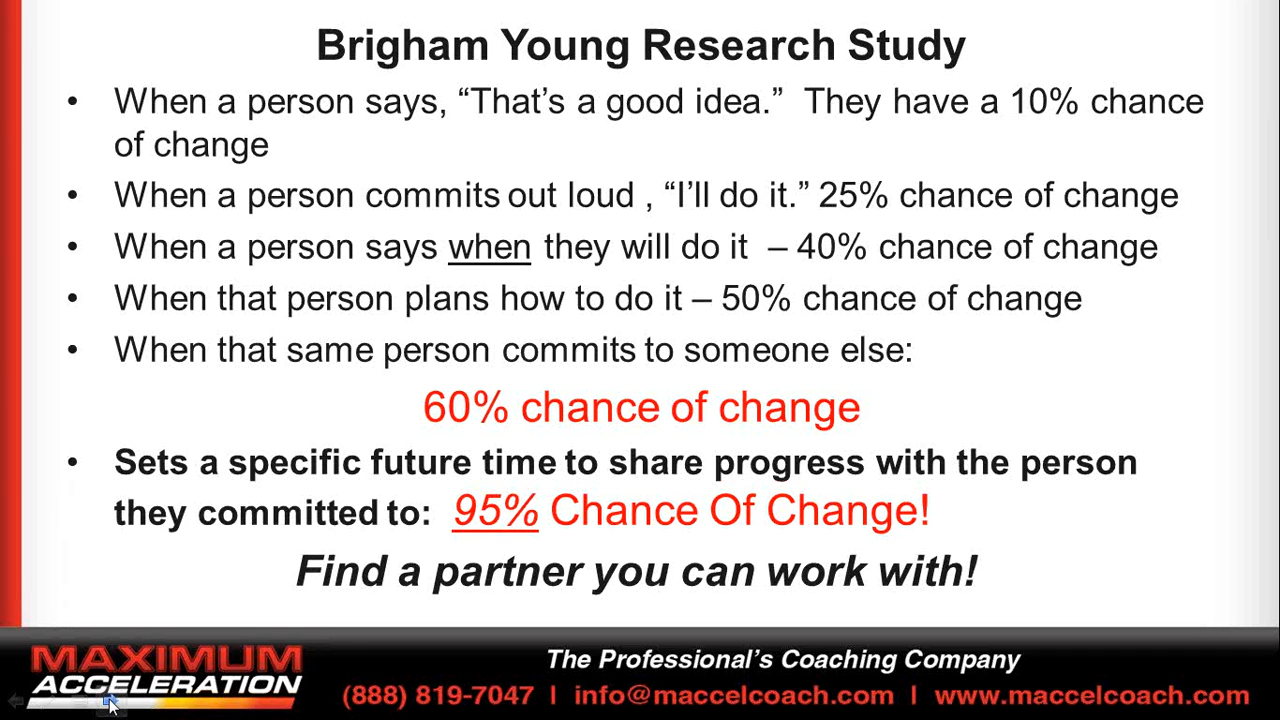 Brigham Young Research Study
• When a person says, “That’s a good idea.”  They have a 10% chance
of change
• When a person commits out loud , “I’ll do it.” 25% chance of change
• When a person says when they will do it  – 40% chance of change
• When that person plans how to do it – 50% chance of change
• When that same person commits to someone else:
60% chance of change
• Sets a specific future time to share progress with the person
they committed to:  95% Chance Of Change!
Find a partner you can work with!
MAXIMUM
ACCELERATION
The Professional’s Coaching Company
(888) 819-7047 | info@maccelcoach.com | www.maccelcoach.com